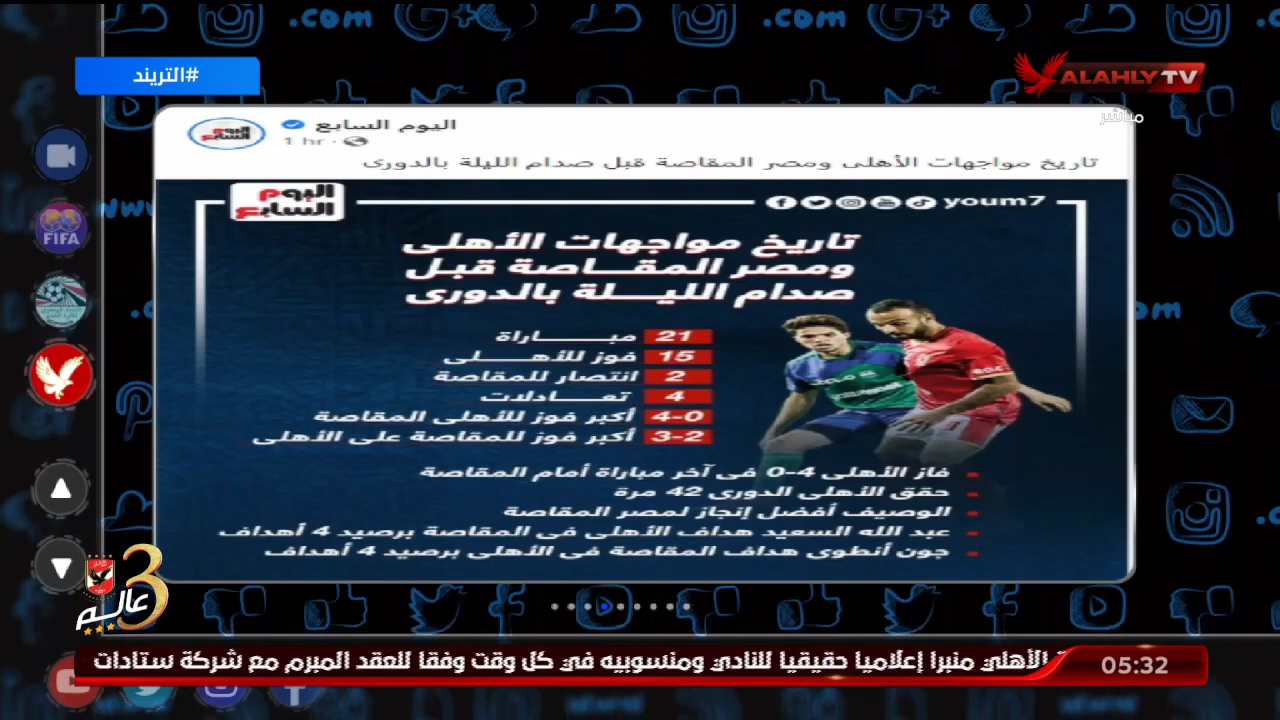 #التريند
ALAHLY TV
مباشر
FIFA
اليوم السابع
1 hr
تاريخ مواجهات الأهلى ومصر المقاصة قبل صدام الليلة بالدورى
اليوم السابع
youm7
تاريخ مواجهات الأهلى
ومصر المقاصة قبل
صدام الليلة بالدورى
21 مباراة
15 فوز للأهلى
2 انتصار للمقاصة
4 تعادلات
4-0 أكبر فوز للأهلى المقاصة
3-2 أكبر فوز للمقاصة على الأهلى
فاز الأهلى 4-0 فى آخر مباراة أمام المقاصة
حقق الأهلى الدورى 42 مرة
الوصيف أفضل إنجاز لمصر المقاصة
عبد الله السعيد هداف الأهلى فى المقاصة برصيد 4 أهداف
جون أنطوى هداف المقاصة فى الأهلى برصيد 4 أهداف
3 عالم
الأهلي منبرا إعلاميا حقيقيا للنادي ومنسوبيه في كل وقت وفقا للعقد المبرم مع شركة ستادات
05:32